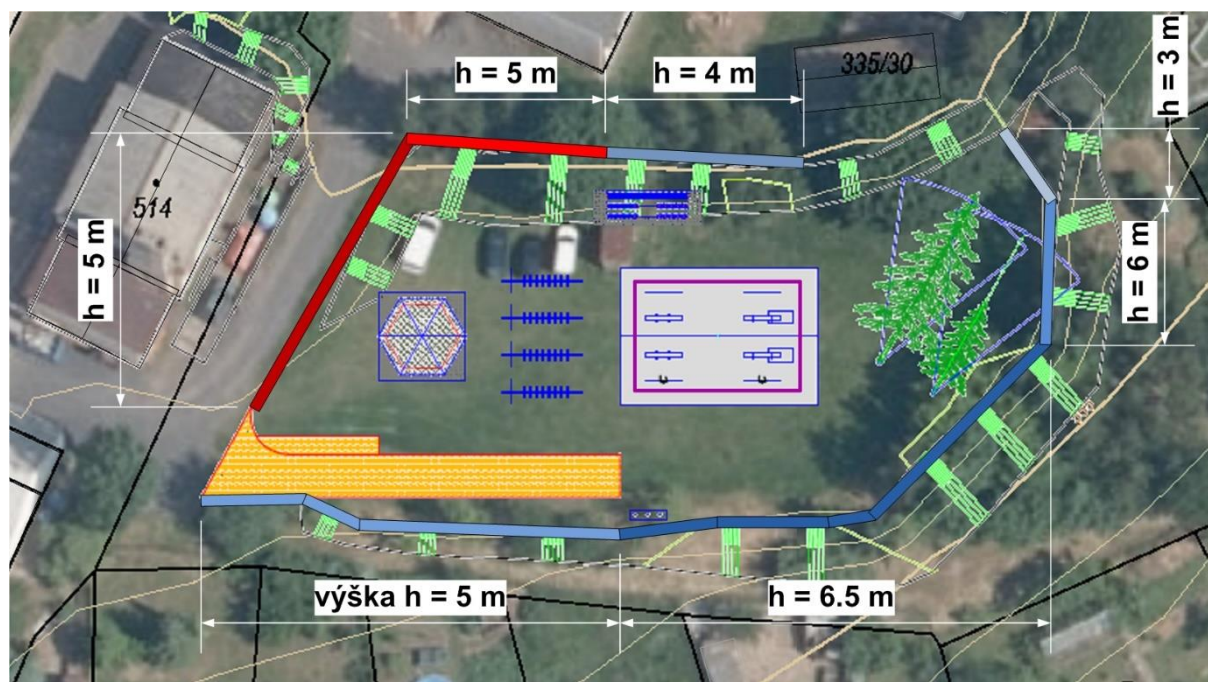 h = 5 m
h = 4 m
335/30
h = 3 m
514
h = 5 m
h = 6 m
výška h = 5 m
h = 6.5 m